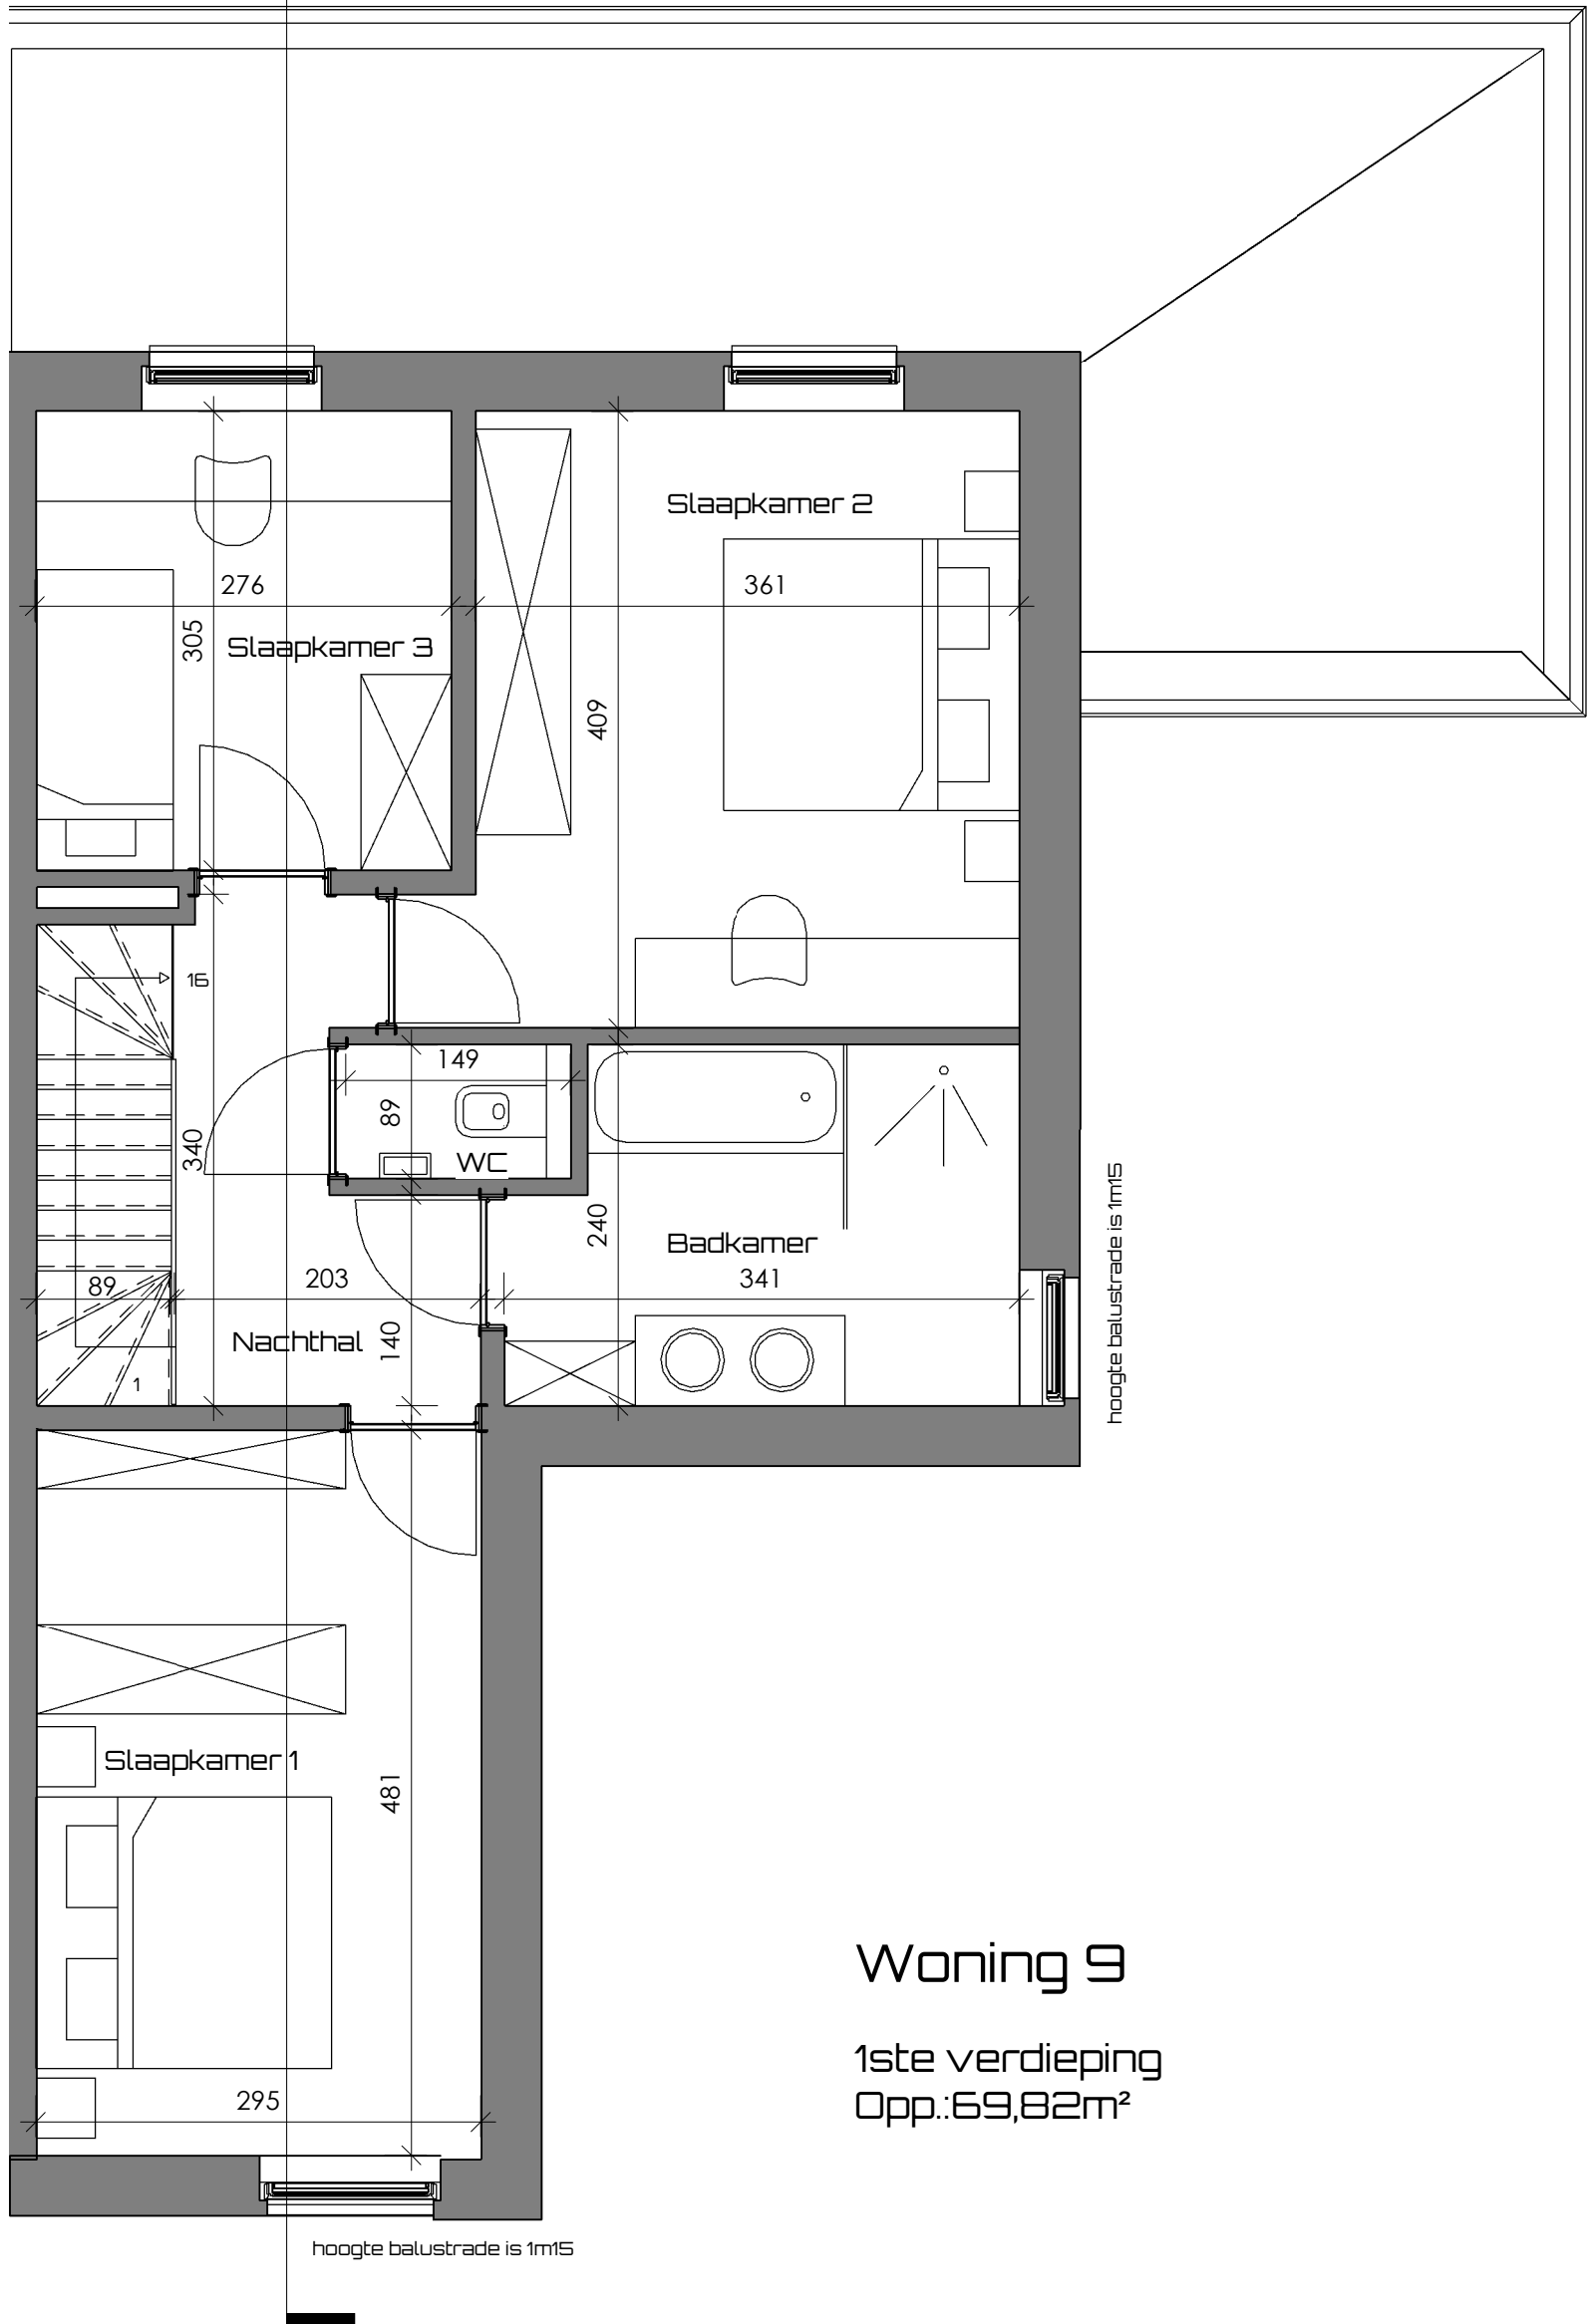 Slaapkamer 2
276
361
305
Slaapkamer 3
409
16
149
89
340
WC
240
Badkamer
hoogte balustrade is 1m15
89
203
341
Nachthal
140
1
Slaapkamer 1
481
295
Woning 9
1ste verdieping
Opp.:69,82m²
hoogte balustrade is 1m15